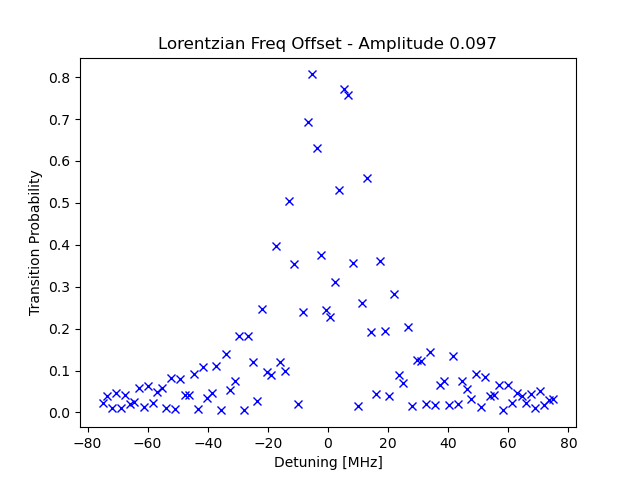 Lorentzian Freq Offset - Amplitude 0.097
Transition Probability
0.8
0.7
0.6
0.5
0.4
0.3
0.2
0.1
0.0
−80 −60 −40 −20 0 20 40 60 80
Detuning [MHz]